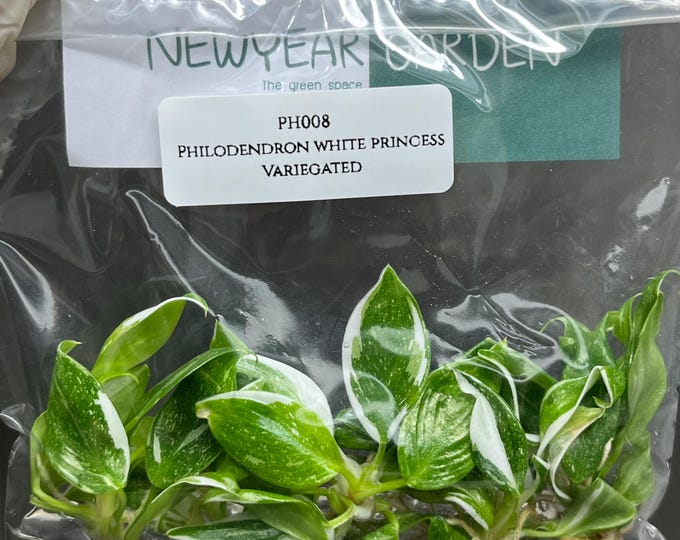 NEWYEAR GARDEN
The green space
PH008
PHILODENDRON WHITE PRINCESS
VARIEGATED